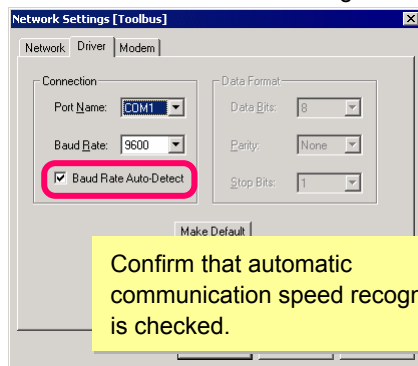 Network Settings [Toolbus]
Network Driver Modem
Connection
Port Name: COM1
Baud Rate: 9600
Baud Rate Auto-Detect
Data Format
Data Bits: 8
Parity: None
Stop Bits: 1
Make Default
Confirm that automatic
communication speed recogn
is checked.